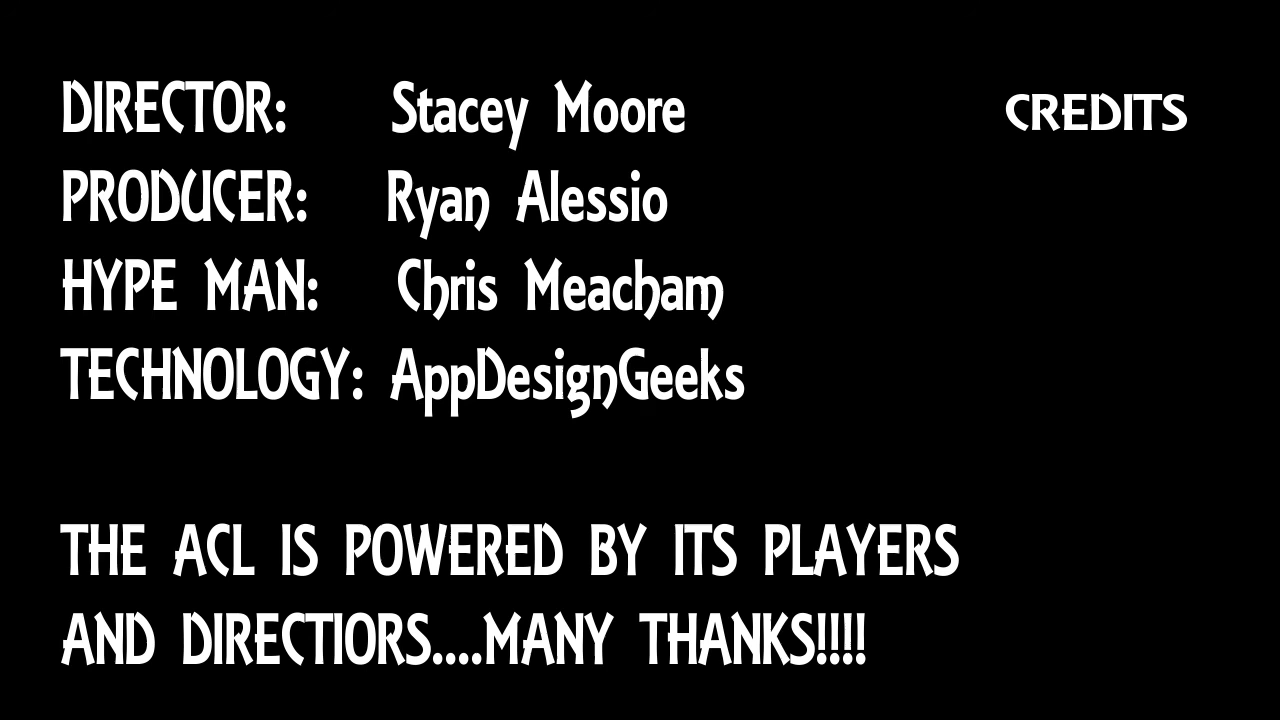 DIRECTOR: Stacey Moore
CREDITS
PRODUCER: Ryan Alessio
HYPE MAN: Chris Meacham
TECHNOLOGY: AppDesignGeeks
THE ACL IS POWERED BY ITS PLAYERS
AND DIRECTIORS....MANY THANKS!!!!